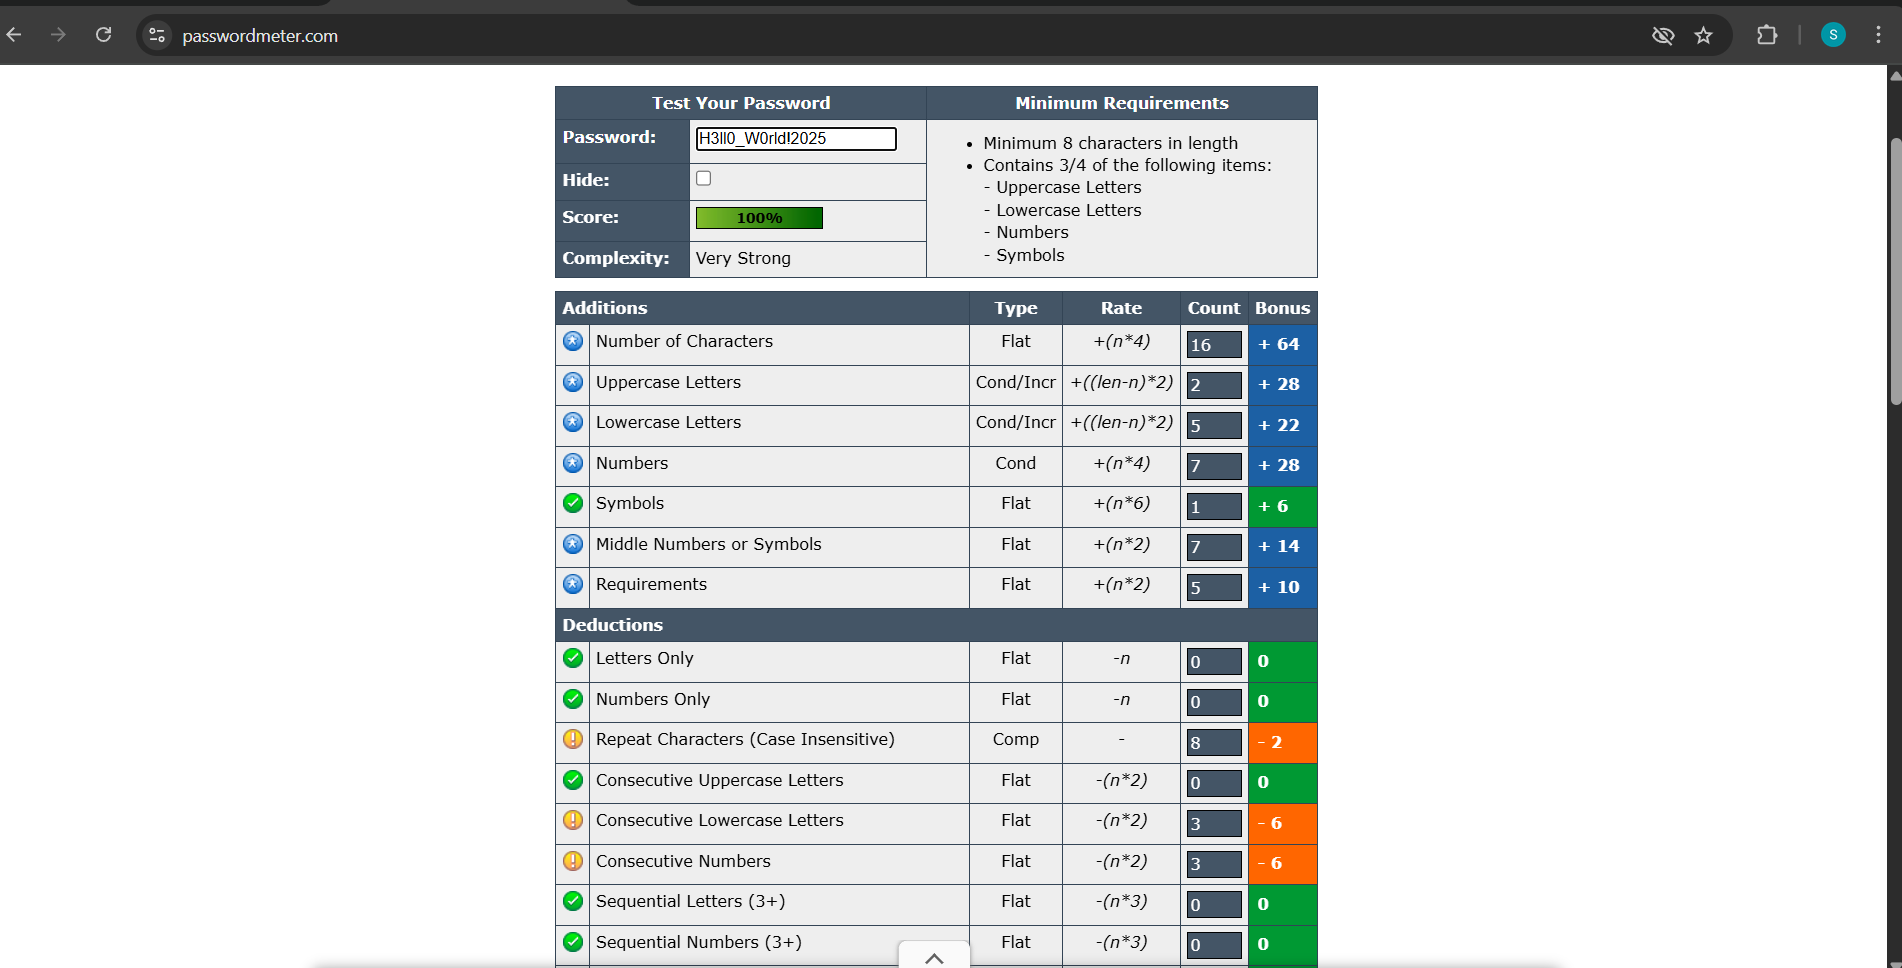 passwordmeter.com
S
Test Your Password Minimum Requirements
Password: H3ll0_W0rld!2025
• Minimum 8 characters in length
• Contains 3/4 of the following items:
- Uppercase Letters
- Lowercase Letters
- Numbers
- Symbols
Hide:
Score: 100%
Complexity: Very Strong
Additions Type Rate Count Bonus
Number of Characters Flat +(n*4) 16 + 64
Uppercase Letters Cond/Incr +((len-n)*2) 2 + 28
Lowercase Letters Cond/Incr +((len-n)*2) 5 + 22
Numbers Cond +(n*4) 7 + 28
Symbols Flat +(n*6) 1 + 6
Middle Numbers or Symbols Flat +(n*2) 7 + 14
Requirements Flat +(n*2) 5 + 10
Deductions
Letters Only Flat -n 0 0
Numbers Only Flat -n 0 0
Repeat Characters (Case Insensitive) Comp - 8 - 2
Consecutive Uppercase Letters Flat -(n*2) 0 0
Consecutive Lowercase Letters Flat -(n*2) 3 - 6
Consecutive Numbers Flat -(n*2) 3 - 6
Sequential Letters (3+) Flat -(n*3) 0 0
Sequential Numbers (3+) Flat -(n*3) 0 0